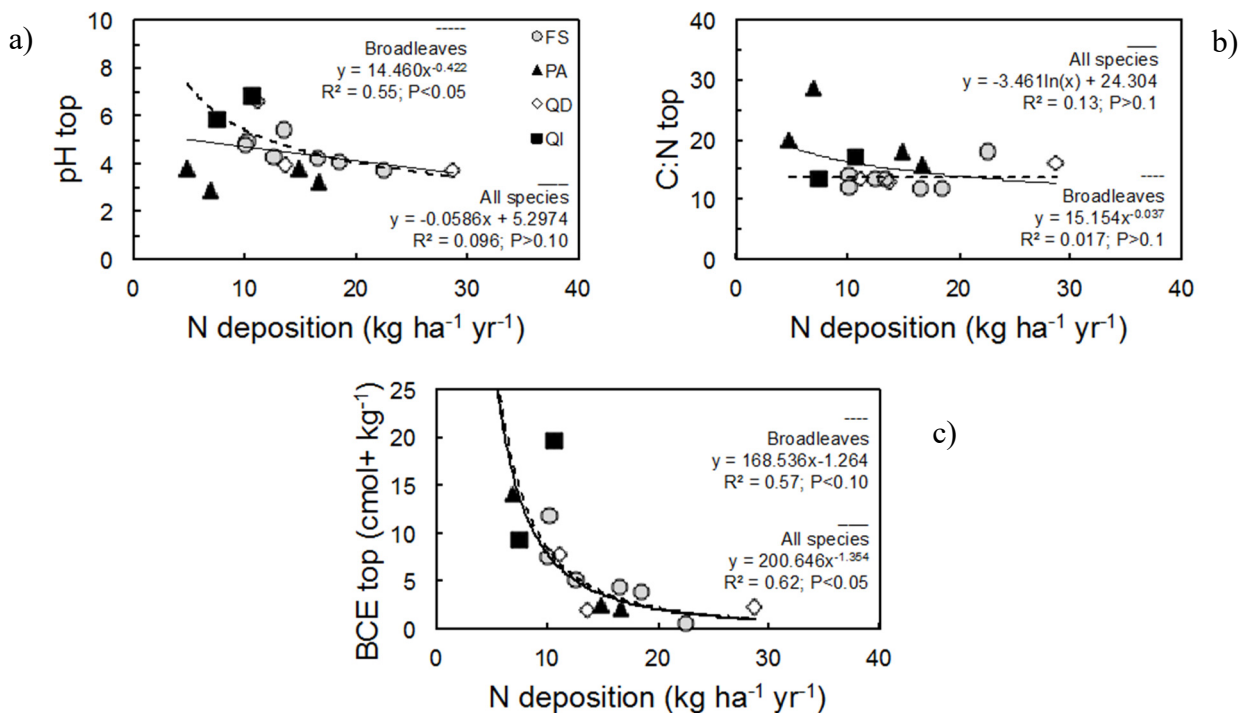 a)
10
8
6
4
2
0
pH top
-----
Broadleaves
y = 14.460x⁻⁰·⁴²²
R² = 0.55; P<0.05
FS
PA
QD
QI
All species
y = -0.0586x + 5.2974
R² = 0.096; P>0.10
0 10 20 30 40
N deposition (kg ha⁻¹ yr⁻¹)
b)
40
30
20
10
0
C:N top
All species
y = -3.461ln(x) + 24.304
R² = 0.13; P>0.1
----
Broadleaves
y = 15.154x⁻⁰·⁰³⁷
R² = 0.017; P>0.1
0 10 20 30 40
N deposition (kg ha⁻¹ yr⁻¹)
c)
25
20
15
10
5
0
BCE top (cmol+ kg⁻¹)
----
Broadleaves
y = 168.536x-1.264
R² = 0.57; P<0.10
All species
y = 200.646x⁻¹·³⁵⁴
R² = 0.62; P<0.05
0 10 20 30 40
N deposition (kg ha⁻¹ yr⁻¹)